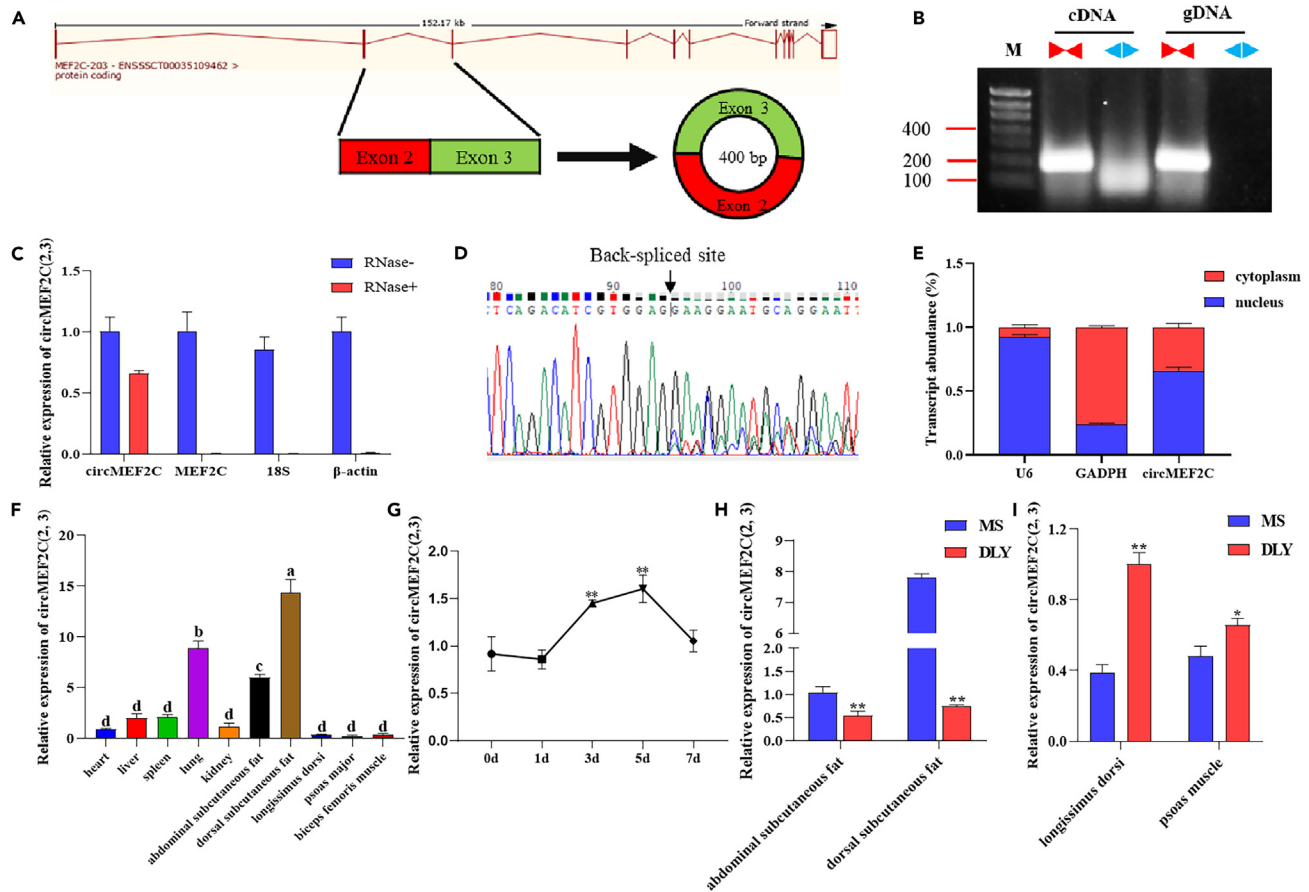 A
152.17 kb
Forward strand
MEF2C-203 - ENSSSCT00035109462 >
protein coding
Exon 2
Exon 3
Exon 3
400 bp
Exon 2
B
cDNA
gDNA
M
400
200
100
C
Relative expression of circMEF2C(2,3)
RNase-
RNase+
1.5
1.0
0.5
0.0
circMEF2C
MEF2C
18S
β-actin
D
Back-spliced site
80
90
100
110
CTCAGACATCGTGGAGGAAGGAATGCAGGAATT
E
Transcript abundance (%)
cytoplasm
nucleus
1.5
1.0
0.5
0.0
U6
GADPH
circMEF2C
F
Relative expression of circMEF2C(2, 3)
20
15
10
5
0
d
d
d
b
d
c
a
d
d
d
heart
liver
spleen
lung
kidney
abdominal subcutaneous fat
dorsal subcutaneous fat
longissimus dorsi
psoas major
biceps femoris muscle
G
Relative expression of circMEF2C(2,3)
2.0
1.5
1.0
0.5
0.0
**
**
0d
1d
3d
5d
7d
H
Relative expression of circMEF2C(2, 3)
MS
DLY
9
8
7
6
2.0
1.5
1.0
0.5
0.0
**
**
abdominal subcutaneous fat
dorsal subcutaneous fat
I
Relative expression of circMEF2C(2, 3)
MS
DLY
1.2
0.8
0.4
0.0
**
*
longissimus dorsi
psoas muscle